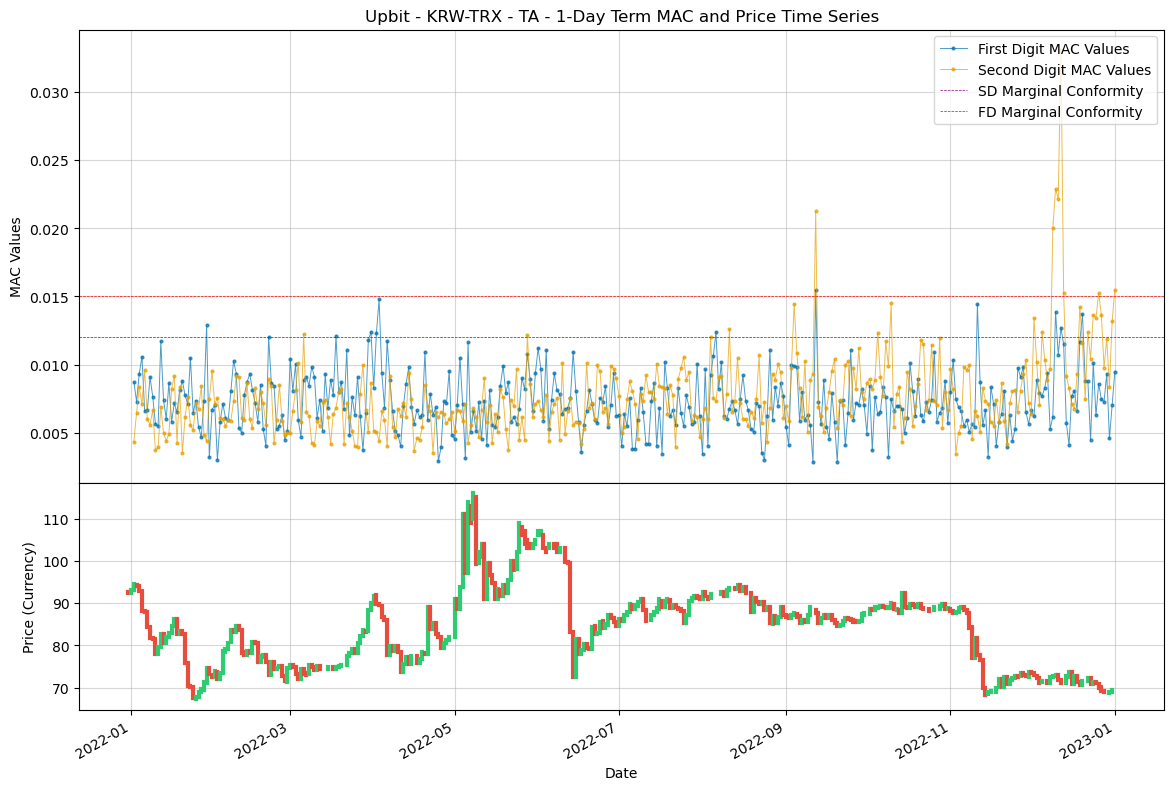 Upbit - KRW-TRX - TA - 1-Day Term MAC and Price Time Series
First Digit MAC Values
Second Digit MAC Values
SD Marginal Conformity
FD Marginal Conformity
MAC Values
0.030
0.025
0.020
0.015
0.010
0.005
Price (Currency)
110
100
90
80
70
2022-01
2022-03
2022-05
2022-07
2022-09
2022-11
2023-01
Date